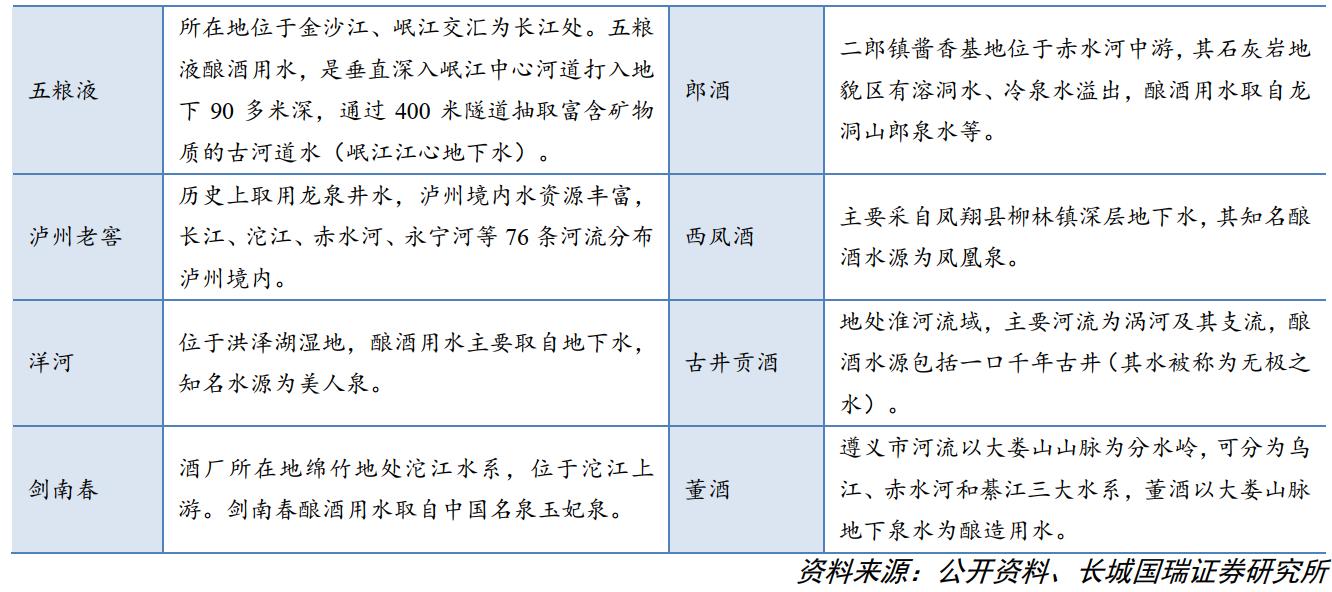 五粮液
所在地位于金沙江、岷江交汇为长江处。五粮
液酿酒用水，是垂直深入岷江中心河道打入地
下 90 多米深，通过 400 米隧道抽取富含矿物
质的古河道水（岷江江心地下水）。
郎酒
二郎镇酱香基地位于赤水河中游，其石灰岩地
貌区有溶洞水、冷泉水溢出，酿酒用水取自龙
洞山郎泉水等。
泸州老窖
历史上取用龙泉井水，泸州境内水资源丰富，
长江、沱江、赤水河、永宁河等 76 条河流分布
泸州境内。
西凤酒
主要采自凤翔县柳林镇深层地下水，其知名酿
酒水源为凤凰泉。
洋河
位于洪泽湖湿地，酿酒用水主要取自地下水，
知名水源为美人泉。
古井贡酒
地处淮河流域，主要河流为涡河及其支流，酿
酒水源包括一口千年古井（其水被称为无极之
水）。
剑南春
酒厂所在地绵竹地处沱江水系，位于沱江上
游。剑南春酿酒用水取自中国名泉玉妃泉。
董酒
遵义市河流以大娄山山脉为分水岭，可分为乌
江、赤水河和綦江三大水系，董酒以大娄山脉
地下泉水为酿造用水。
资料来源：公开资料、长城国瑞证券研究所